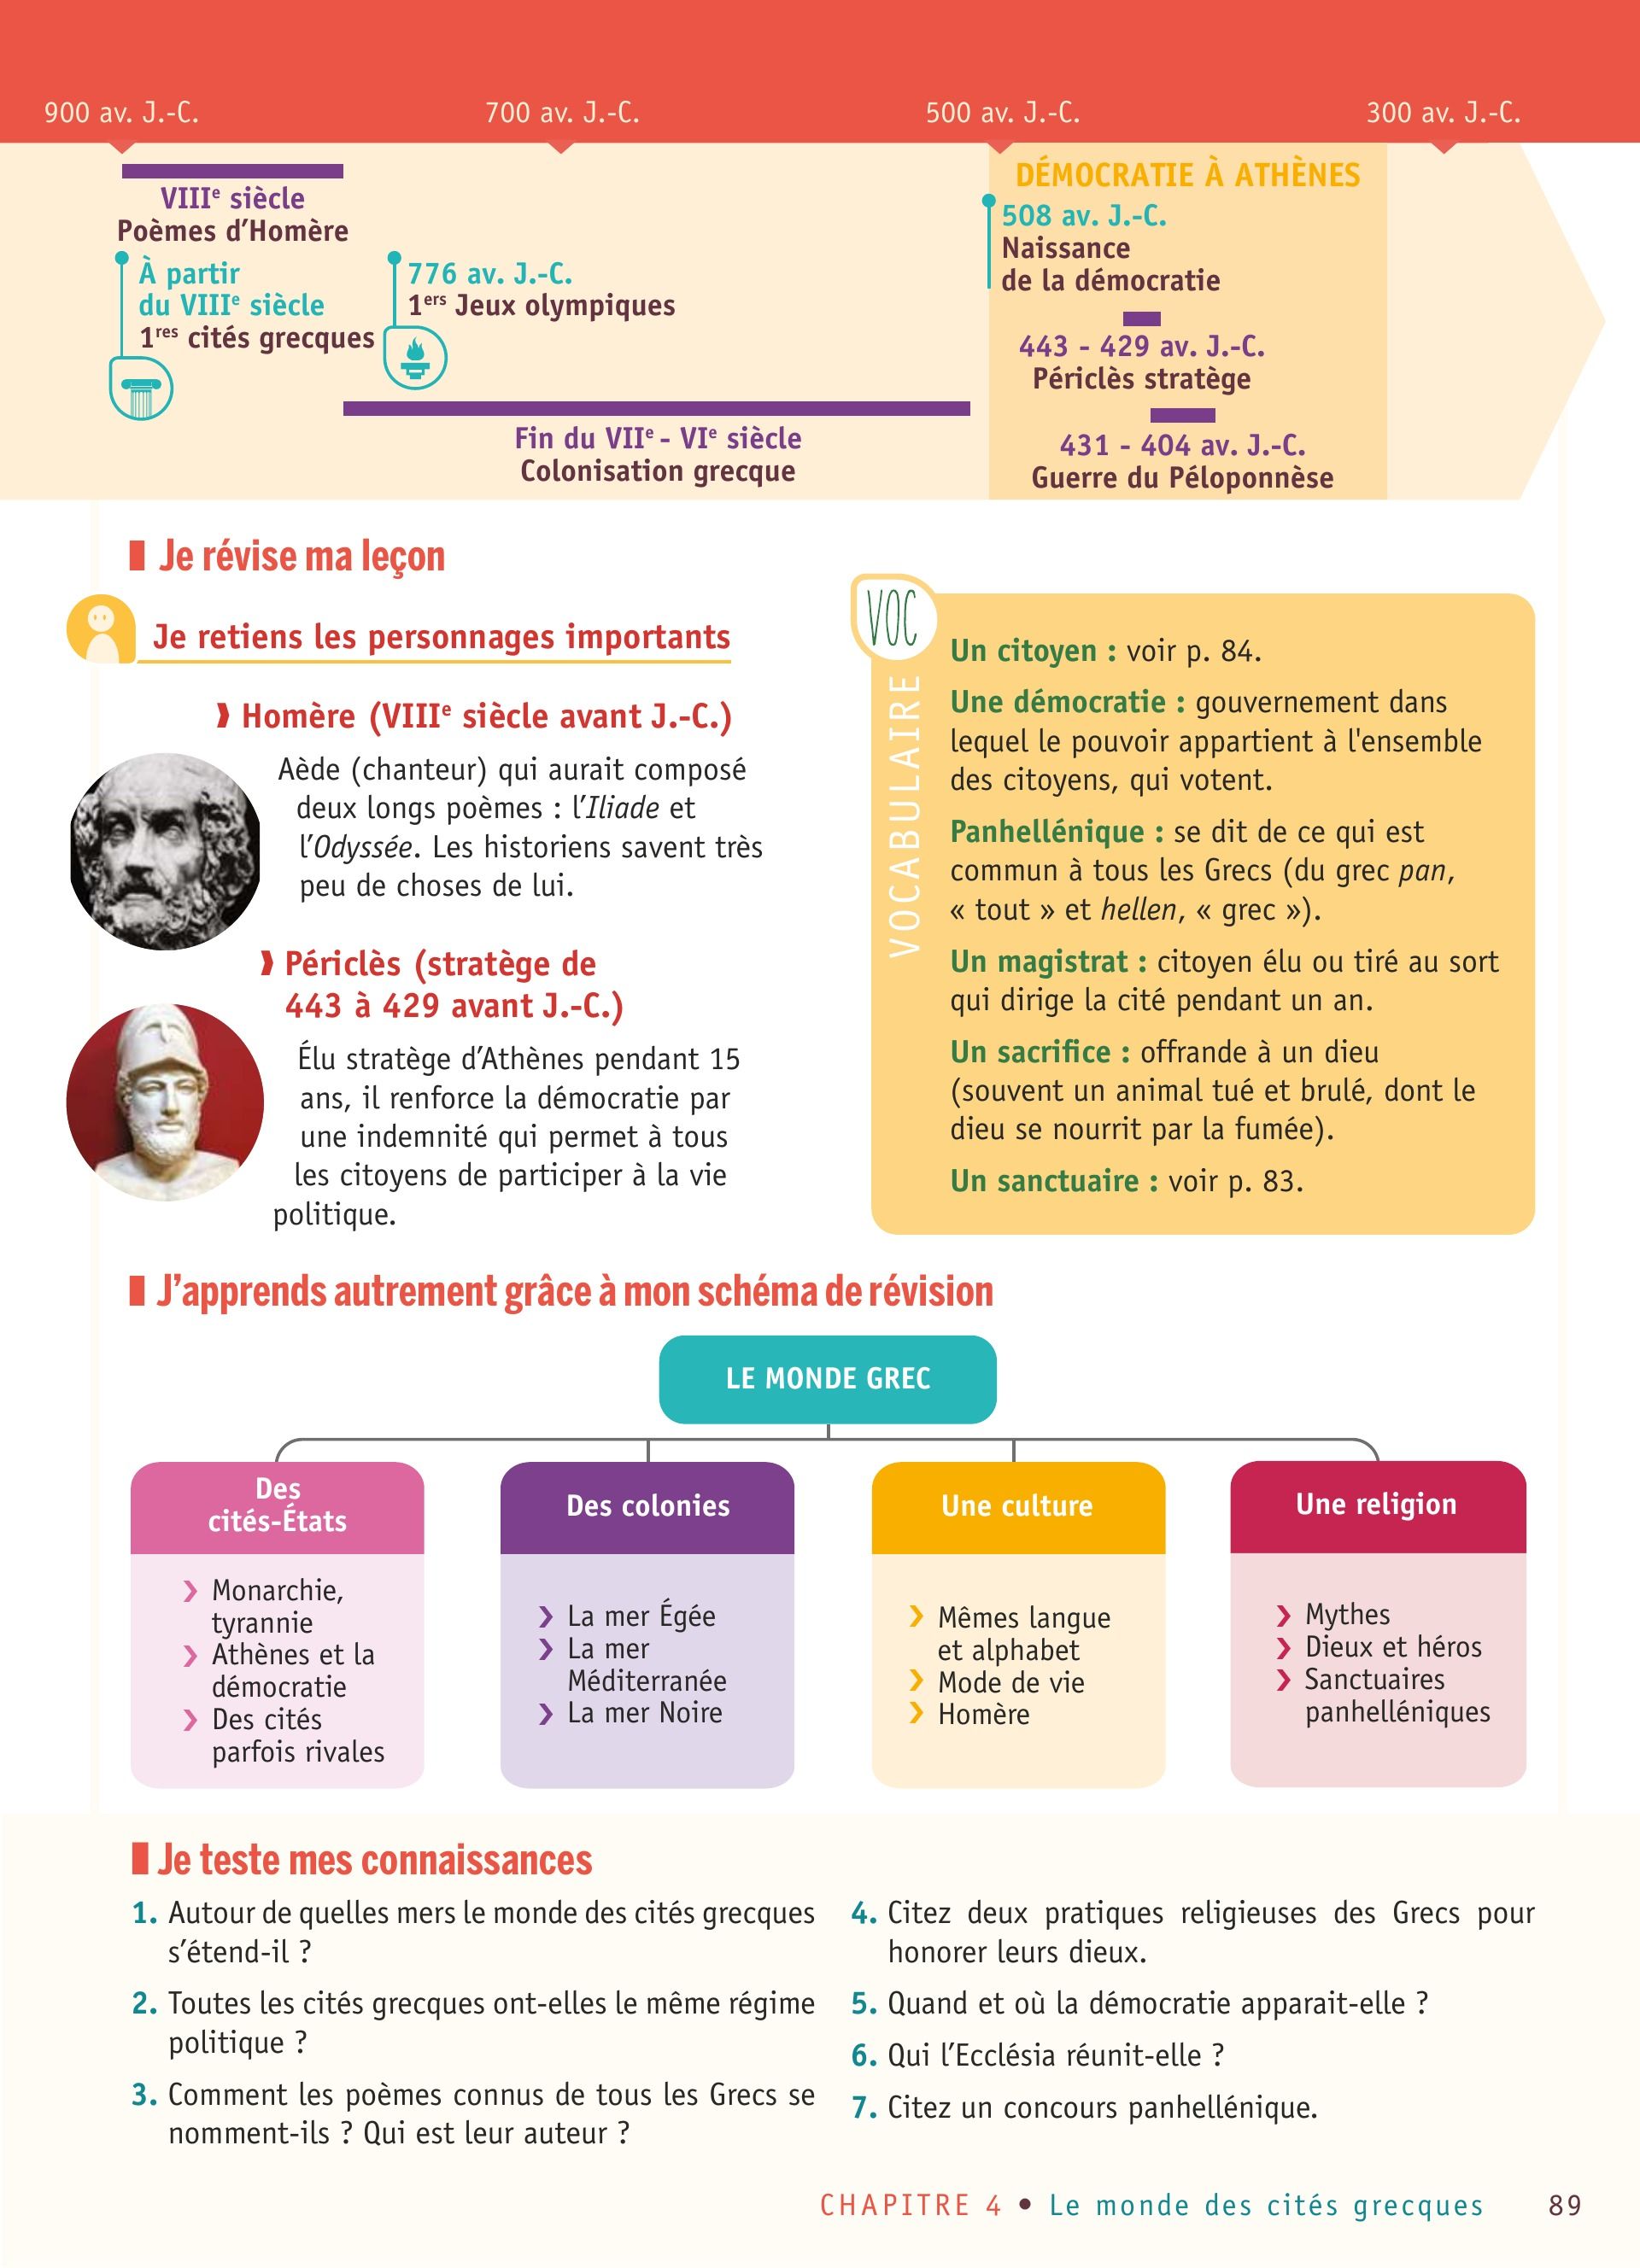 900 av. J.-C.
700 av. J.-C.
500 av. J.-C.
300 av. J.-C.
VIIIe siècle
Poèmes d’Homère
À partir
du VIIIe siècle
1res cités grecques
776 av. J.-C.
1ers Jeux olympiques
Fin du VIIe - VIe siècle
Colonisation grecque
DÉMOCRATIE À ATHÈNES
508 av. J.-C.
Naissance
de la démocratie
443 - 429 av. J.-C.
Périclès stratège
431 - 404 av. J.-C.
Guerre du Péloponnèse
Je révise ma leçon
Je retiens les personnages importants
Homère (VIIIe siècle avant J.-C.)
Aède (chanteur) qui aurait composé
deux longs poèmes : l’Iliade et
l’Odyssée. Les historiens savent très
peu de choses de lui.
Périclès (stratège de
443 à 429 avant J.-C.)
Élu stratège d’Athènes pendant 15
ans, il renforce la démocratie par
une indemnité qui permet à tous
les citoyens de participer à la vie
politique.
VOC
VOCABULAIRE
Un citoyen : voir p. 84.
Une démocratie : gouvernement dans
lequel le pouvoir appartient à l'ensemble
des citoyens, qui votent.
Panhellénique : se dit de ce qui est
commun à tous les Grecs (du grec pan,
« tout » et hellen, « grec »).
Un magistrat : citoyen élu ou tiré au sort
qui dirige la cité pendant un an.
Un sacrifice : offrande à un dieu
(souvent un animal tué et brulé, dont le
dieu se nourrit par la fumée).
Un sanctuaire : voir p. 83.
J’apprends autrement grâce à mon schéma de révision
LE MONDE GREC
Des
cités-États
Monarchie,
tyrannie
Athènes et la
démocratie
Des cités
parfois rivales
Des colonies
La mer Égée
La mer
Méditerranée
La mer Noire
Une culture
Mêmes langue
et alphabet
Mode de vie
Homère
Une religion
Mythes
Dieux et héros
Sanctuaires
panhelléniques
Je teste mes connaissances
1. Autour de quelles mers le monde des cités grecques
s’étend-il ?
2. Toutes les cités grecques ont-elles le même régime
politique ?
3. Comment les poèmes connus de tous les Grecs se
nomment-ils ? Qui est leur auteur ?
4. Citez deux pratiques religieuses des Grecs pour
honorer leurs dieux.
5. Quand et où la démocratie apparait-elle ?
6. Qui l’Ecclésia réunit-elle ?
7. Citez un concours panhellénique.
CHAPITRE 4 • Le monde des cités grecques 89